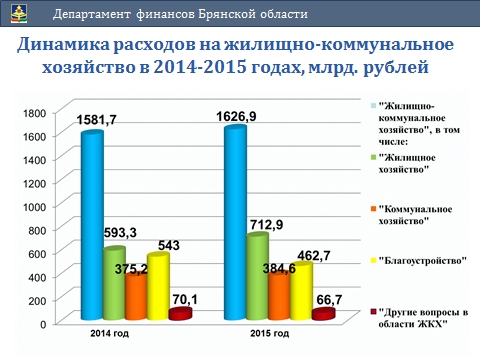 Департамент финансов Брянской области
Динамика расходов на жилищно-коммунальное
хозяйство в 2014-2015 годах, млрд. рублей
1800
1600
1400
1200
1000
800
600
400
200
0
1581,7
593,3
375,2
543
70,1
1626,9
712,9
384,6
462,7
66,7
2014 год
2015 год
"Жилищно-
коммунальное
хозяйство", в том
числе:
"Жилищное
хозяйство"
"Коммунальное
хозяйство"
"Благоустройство"
"Другие вопросы в
области ЖКХ"